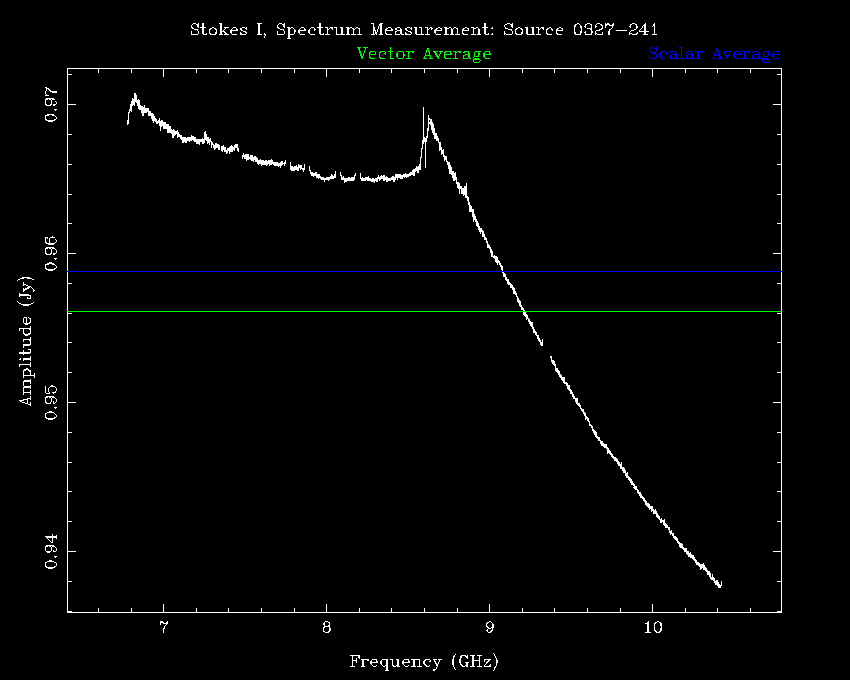 Stokes I, Spectrum Measurement: Source 0327−241
Vector Average Scalar Average
0.97
0.96
0.95
0.94
Amplitude (Jy)
7 8 9 10
Frequency (GHz)